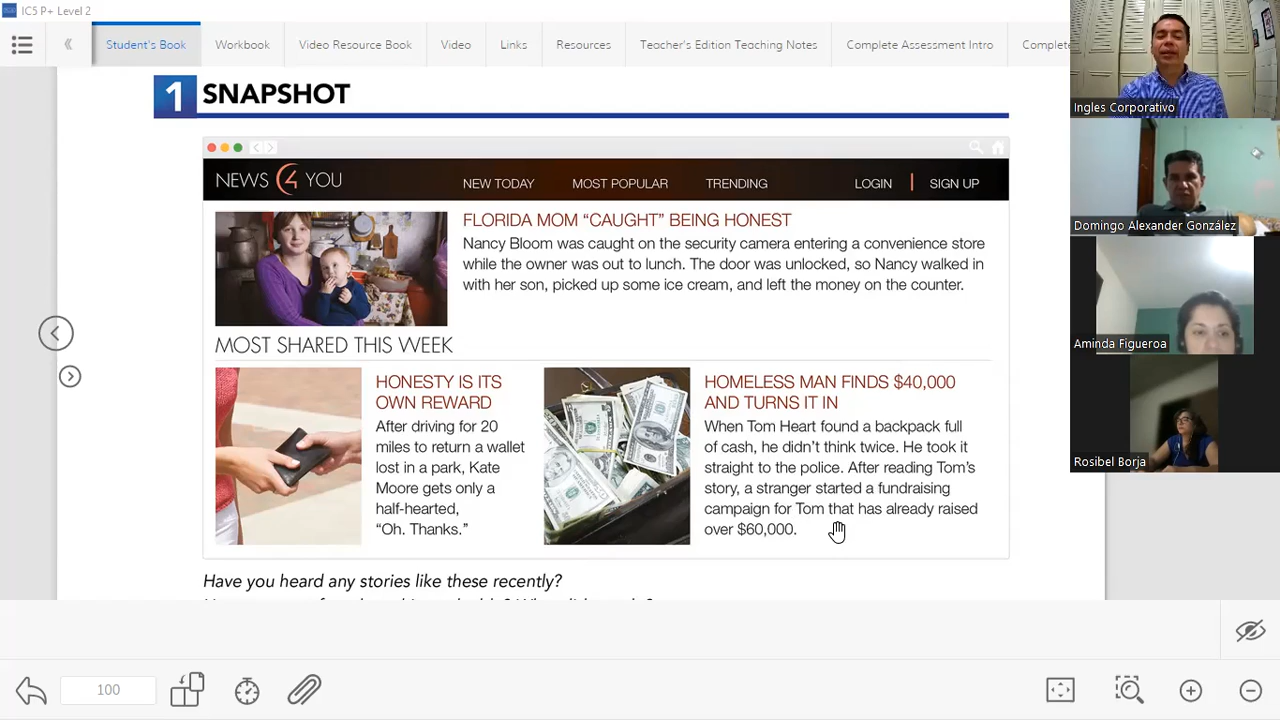 IC5 P+ Level 2
Student's Book
Workbook
Video Resource Book
Video
Links
Resources
Teacher's Edition Teaching Notes
Complete Assessment Intro
Complete
1 SNAPSHOT
NEWS 4 YOU
NEW TODAY
MOST POPULAR
TRENDING
LOGIN
SIGN UP
FLORIDA MOM “CAUGHT” BEING HONEST
Nancy Bloom was caught on the security camera entering a convenience store
while the owner was out to lunch. The door was unlocked, so Nancy walked in
with her son, picked up some ice cream, and left the money on the counter.
MOST SHARED THIS WEEK
HONESTY IS ITS
OWN REWARD
After driving for 20
miles to return a wallet
lost in a park, Kate
Moore gets only a
half-hearted,
“Oh. Thanks.”
HOMELESS MAN FINDS $40,000
AND TURNS IT IN
When Tom Heart found a backpack full
of cash, he didn’t think twice. He took it
straight to the police. After reading Tom’s
story, a stranger started a fundraising
campaign for Tom that has already raised
over $60,000.
Have you heard any stories like these recently?
100
Ingles Corporativo
Domingo Alexander González
Aminda Figueroa
Rosibel Borja